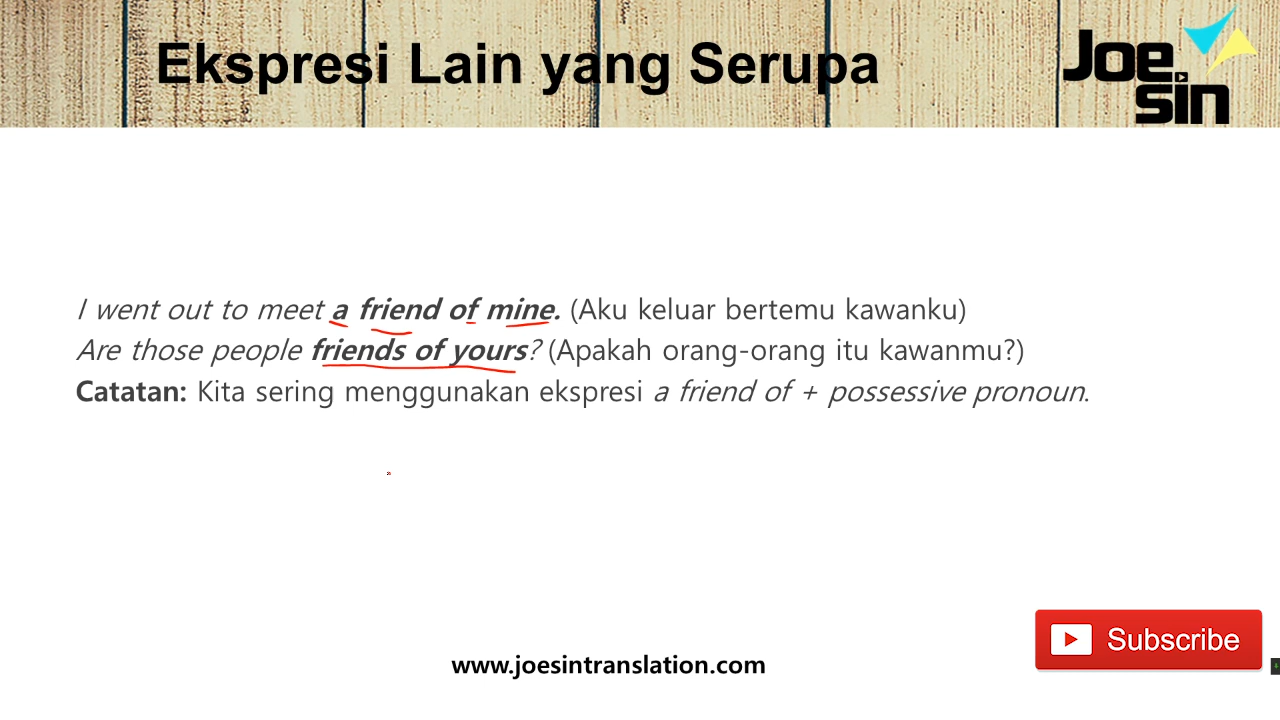 Ekspresi Lain yang Serupa
Joe
sin
I went out to meet a friend of mine. (Aku keluar bertemu kawanku)
Are those people friends of yours? (Apakah orang-orang itu kawanmu?)
Catatan: Kita sering menggunakan ekspresi a friend of + possessive pronoun.
Subscribe
www.joesintranslation.com